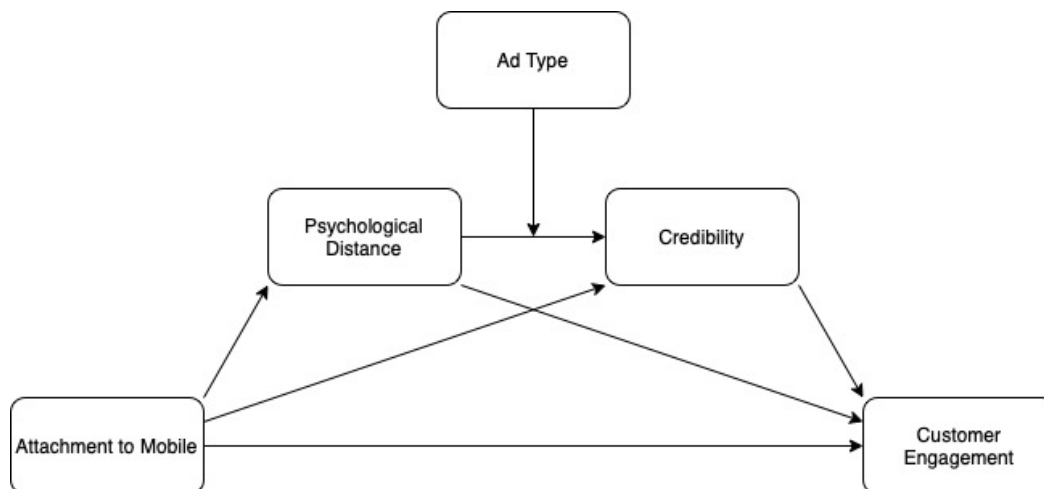 Ad Type
Psychological
Distance
Credibility
Attachment to Mobile
Customer
Engagement